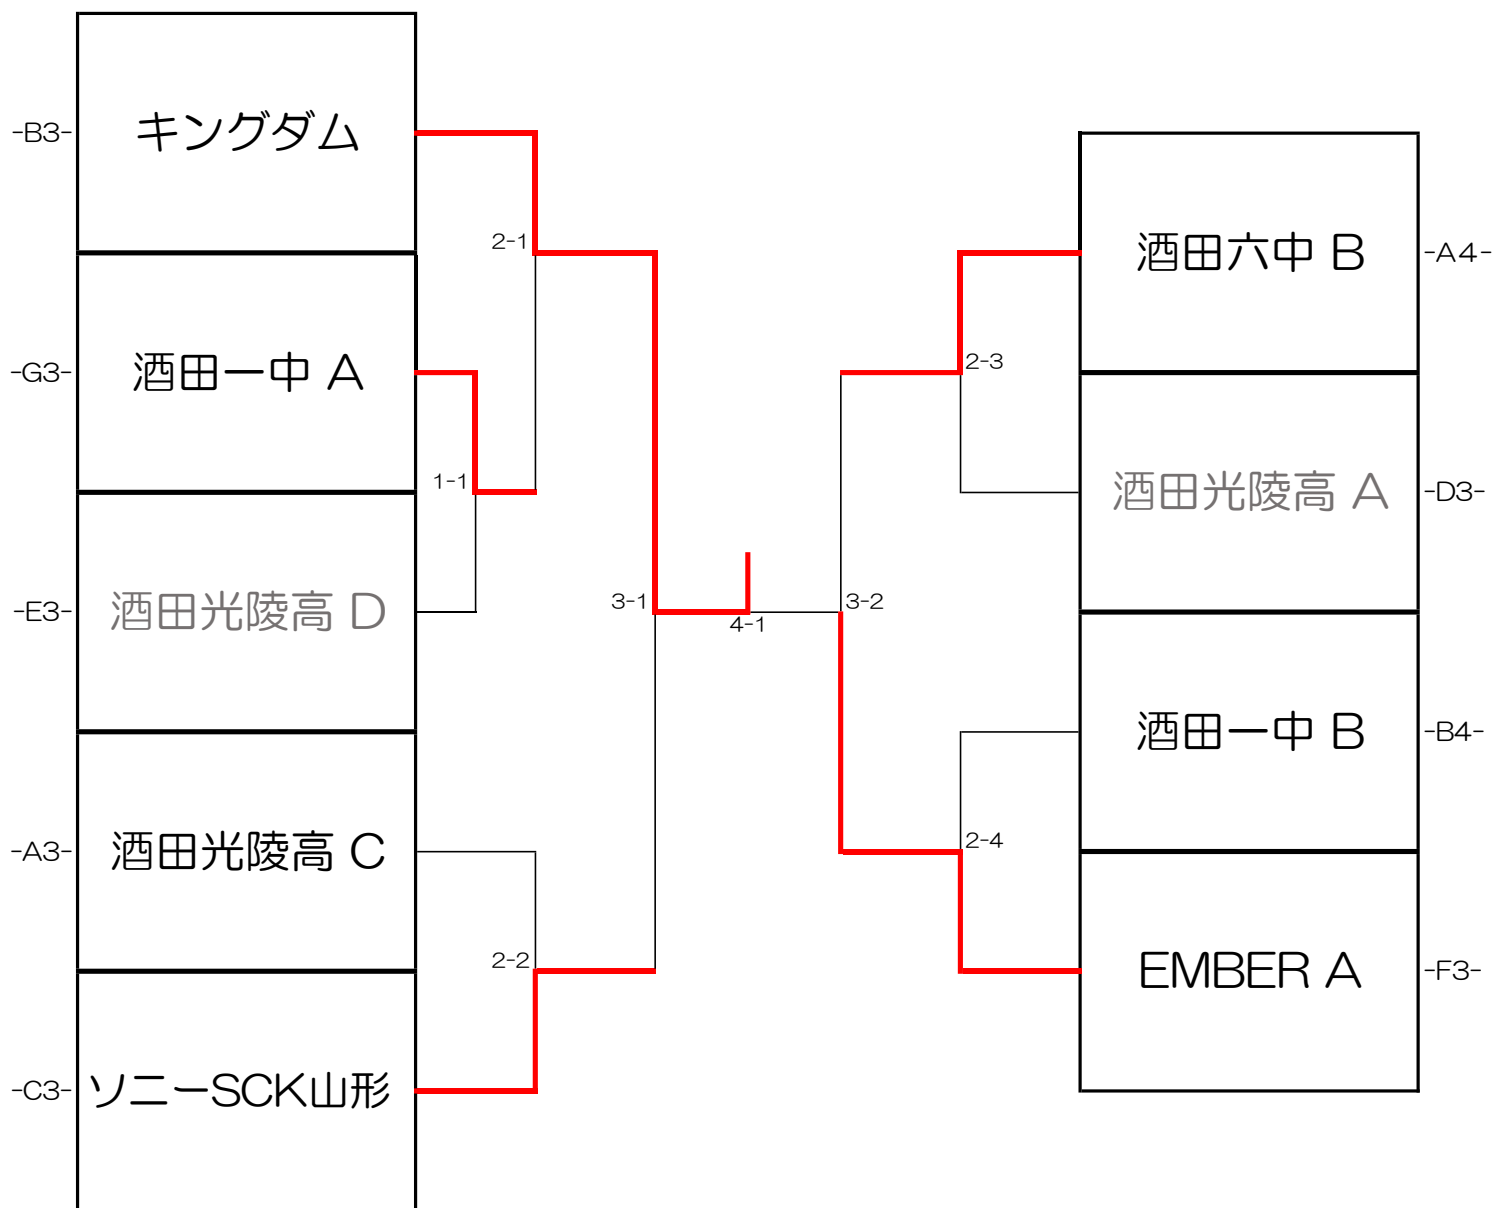 -B3-
キングダム
2-1
-G3-
酒田一中 A
1-1
-E3-
酒田光陵高 D
3-1
-A3-
酒田光陵高 C
2-2
-C3-
ソニーSCK山形
4-1
酒田六中 B
-A4-
2-3
酒田光陵高 A
-D3-
3-2
酒田一中 B
-B4-
2-4
EMBER A
-F3-